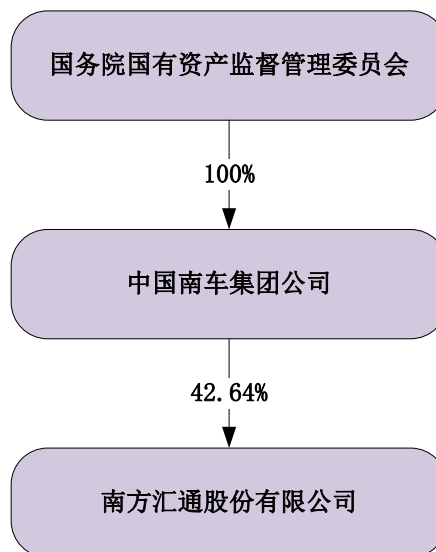 国务院国有资产监督管理委员会
100%
中国南车集团公司
42.64%
南方汇通股份有限公司